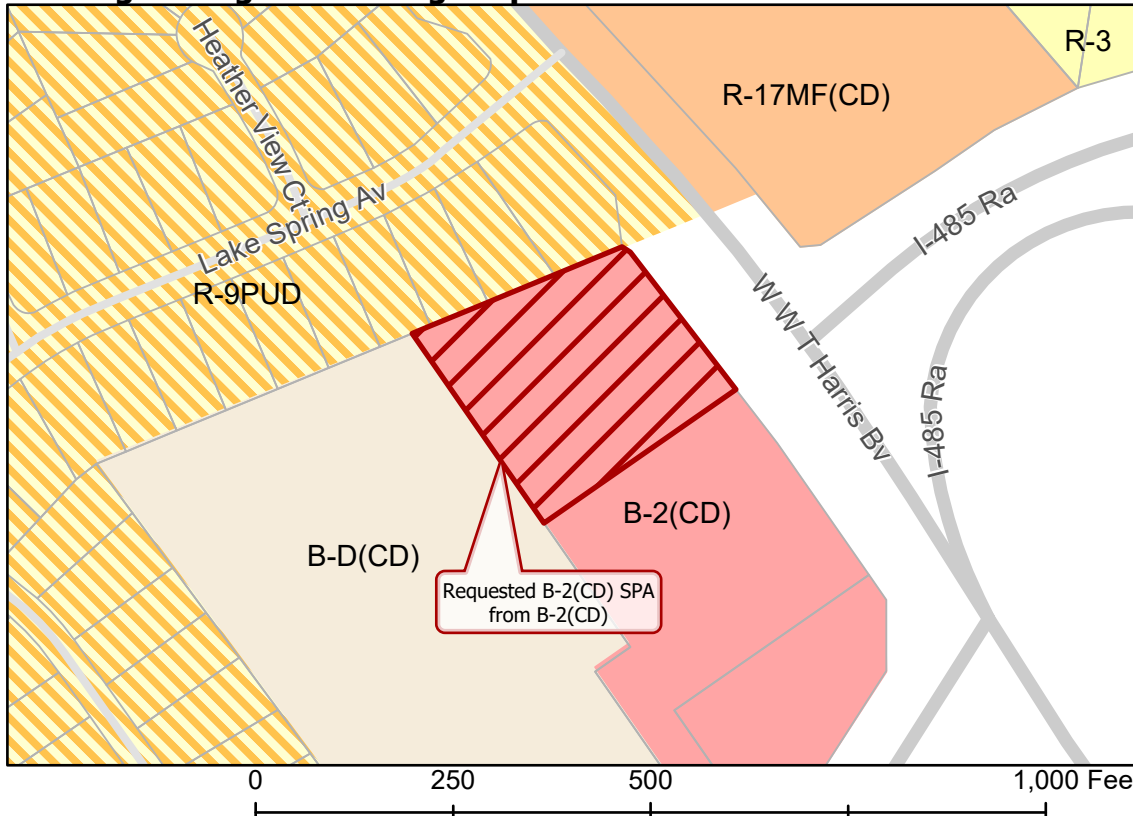 R-3
R-17MF(CD)
Heather View Ct
Lake Spring Av
I-485 Ra
R-9PUD
W W T Harris Bv
I-485 Ra
B-2(CD)
B-D(CD)
Requested B-2(CD) SPA
from B-2(CD)
0 250 500 1,000 Fee